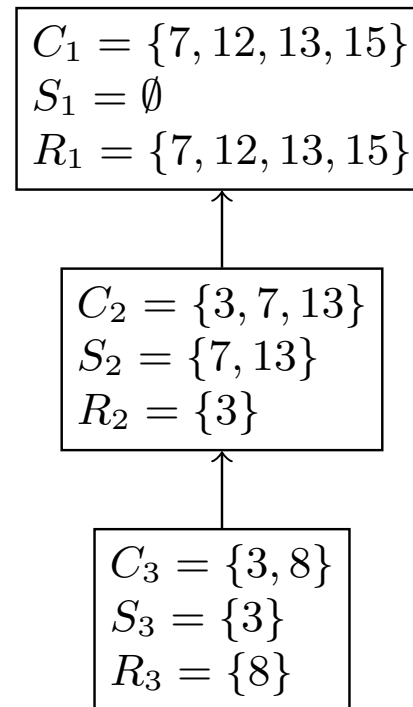 C₁ = {7, 12, 13, 15}
S₁ = ∅
R₁ = {7, 12, 13, 15}
C₂ = {3, 7, 13}
S₂ = {7, 13}
R₂ = {3}
C₃ = {3, 8}
S₃ = {3}
R₃ = {8}